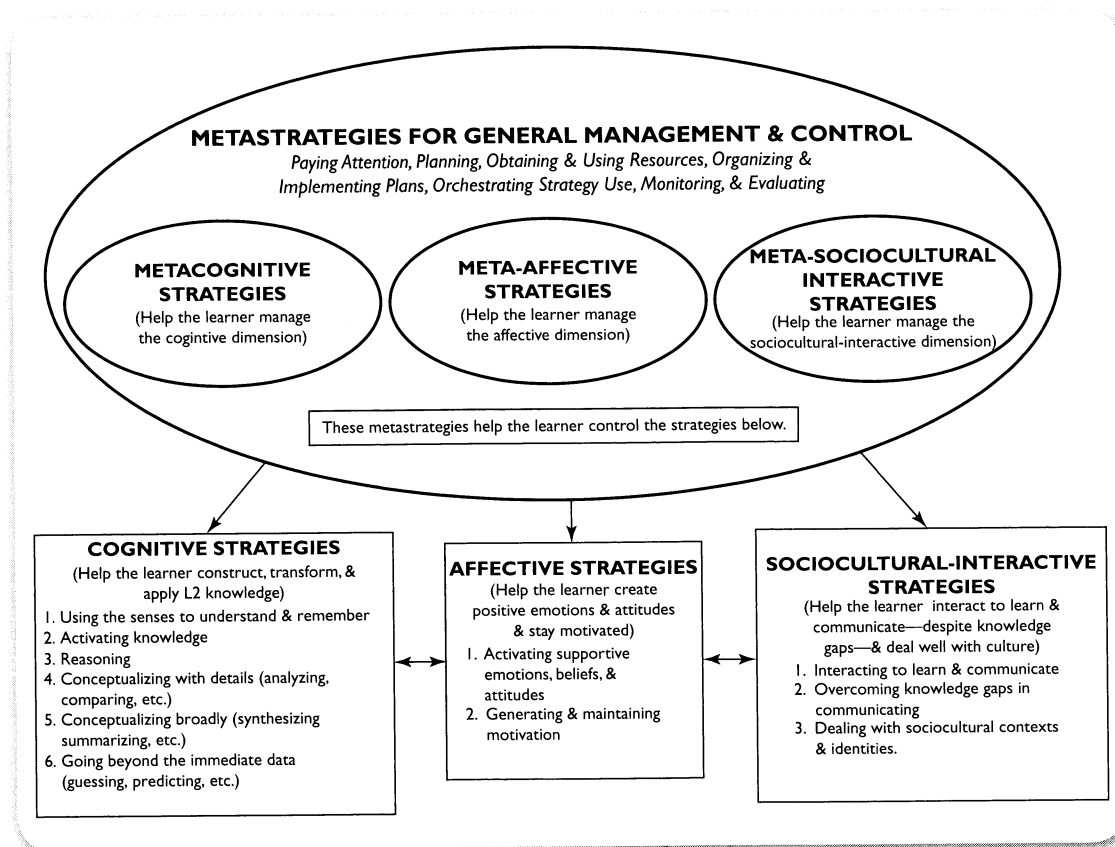 METASTRATEGIES FOR GENERAL MANAGEMENT & CONTROL
Paying Attention, Planning, Obtaining & Using Resources, Organizing &
Implementing Plans, Orchestrating Strategy Use, Monitoring, & Evaluating
METACOGNITIVE
STRATEGIES
(Help the learner manage
the cogintive dimension)
META-AFFECTIVE
STRATEGIES
(Help the learner manage
the affective dimension)
META-SOCIOCULTURAL
INTERACTIVE
STRATEGIES
(Help the learner manage the
sociocultural-interactive dimension)
These metastrategies help the learner control the strategies below.
COGNITIVE STRATEGIES
(Help the learner construct, transform, &
apply L2 knowledge)
1. Using the senses to understand & remember
2. Activating knowledge
3. Reasoning
4. Conceptualizing with details (analyzing,
comparing, etc.)
5. Conceptualizing broadly (synthesizing
summarizing, etc.)
6. Going beyond the immediate data
(guessing, predicting, etc.)
AFFECTIVE STRATEGIES
(Help the learner create
positive emotions & attitudes
& stay motivated)
1. Activating supportive
emotions, beliefs, &
attitudes
2. Generating & maintaining
motivation
SOCIOCULTURAL-INTERACTIVE
STRATEGIES
(Help the learner interact to learn &
communicate—despite knowledge
gaps—& deal well with culture)
1. Interacting to learn & communicate
2. Overcoming knowledge gaps in
communicating
3. Dealing with sociocultural contexts
& identities.